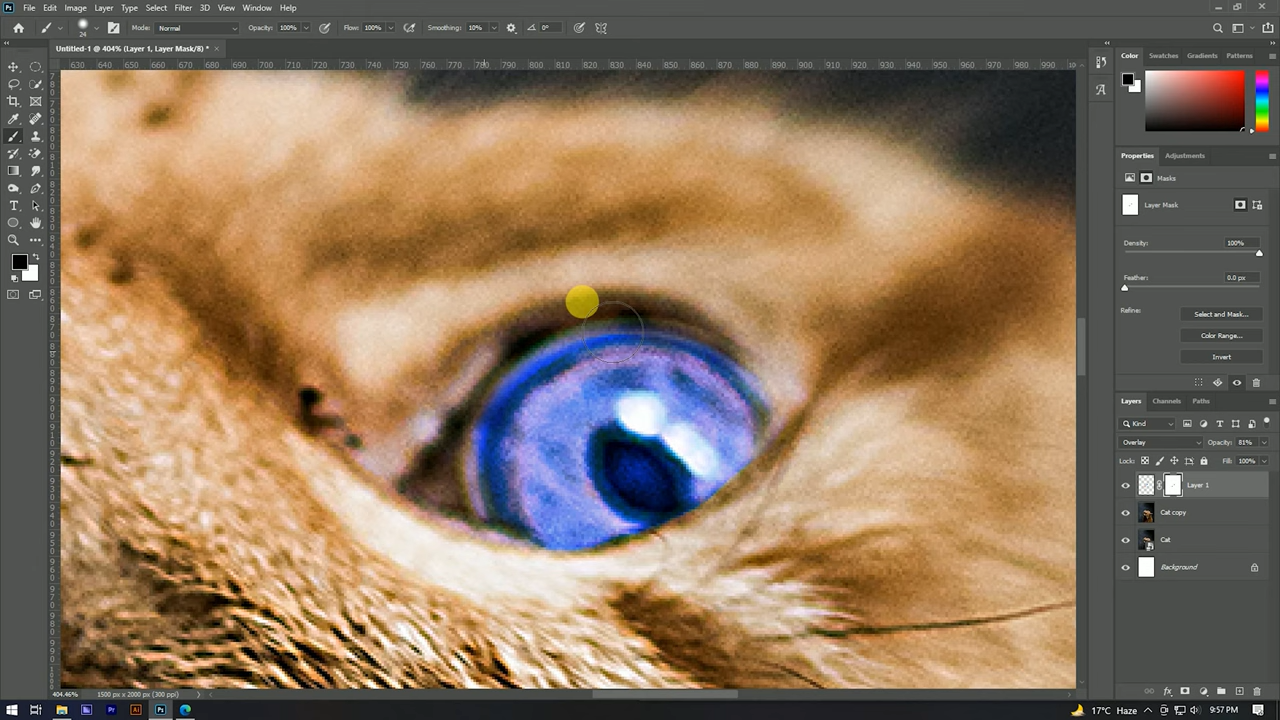 Ps File Edit Image Layer Type Select Filter 3D View Window Help
24 Mode: Normal Opacity: 100% Flow: 100% Smoothing: 10% 0°
Untitled-1 @ 404% (Layer 1, Layer Mask/8) * ×
630 640 650 660 670 680 690 700 710 720 730 740 750 760 770 780 790 800 810 820 830 840 850 860 870 880 890 900 910 920 930 940 950 960 970 980 990
Color Swatches Gradients Patterns
Properties Adjustments
Masks
Layer Mask
Density: 100%
Feather: 0.0 px
Refine: Select and Mask...
Color Range...
Invert
Layers Channels Paths
Kind
Overlay Opacity: 81%
Lock: Fill: 100%
Layer 1
Cat copy
Cat
Background
404.46% 1500 px x 2000 px (300 ppi)
Pr Ai Ps 17°C Haze 9:57 PM